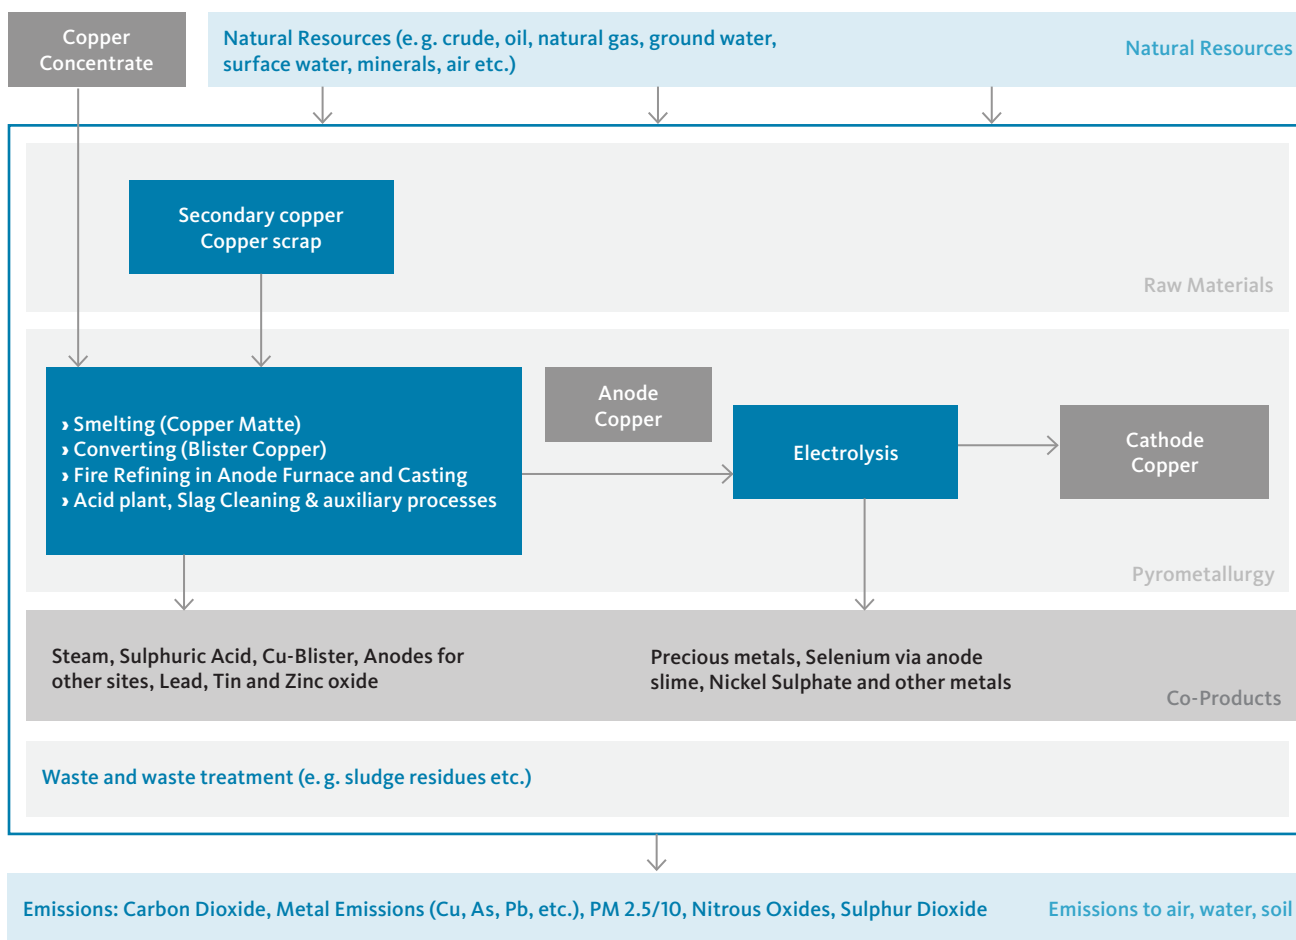 Copper
Concentrate
Natural Resources (e. g. crude, oil, natural gas, ground water,
surface water, minerals, air etc.)
Natural Resources
Secondary copper
Copper scrap
Raw Materials
› Smelting (Copper Matte)
› Converting (Blister Copper)
› Fire Refining in Anode Furnace and Casting
› Acid plant, Slag Cleaning & auxiliary processes
Anode
Copper
Electrolysis
Cathode
Copper
Pyrometallurgy
Steam, Sulphuric Acid, Cu-Blister, Anodes for
other sites, Lead, Tin and Zinc oxide
Precious metals, Selenium via anode
slime, Nickel Sulphate and other metals
Co-Products
Waste and waste treatment (e. g. sludge residues etc.)
Emissions: Carbon Dioxide, Metal Emissions (Cu, As, Pb, etc.), PM 2.5/10, Nitrous Oxides, Sulphur Dioxide
Emissions to air, water, soil